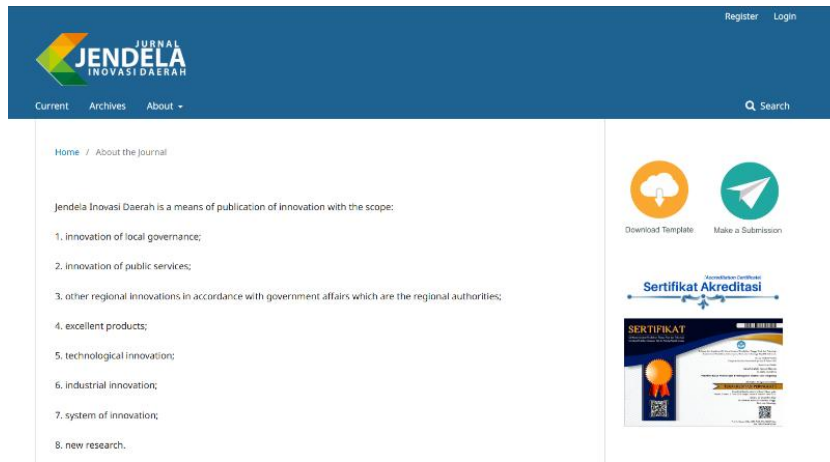 Register Login
JURNAL
JENDELA
INOVASI DAERAH
Current Archives About
Search
Home / About the Journal
Jendela Inovasi Daerah is a means of publication of innovation with the scope:
1. innovation of local governance;
2. innovation of public services;
3. other regional innovations in accordance with government affairs which are the regional authorities;
4. excellent products;
5. technological innovation;
6. industrial innovation;
7. system of innovation;
8. new research.
Download Template Make a Submission
Accreditation Certificate
Sertifikat Akreditasi
SERTIFIKAT